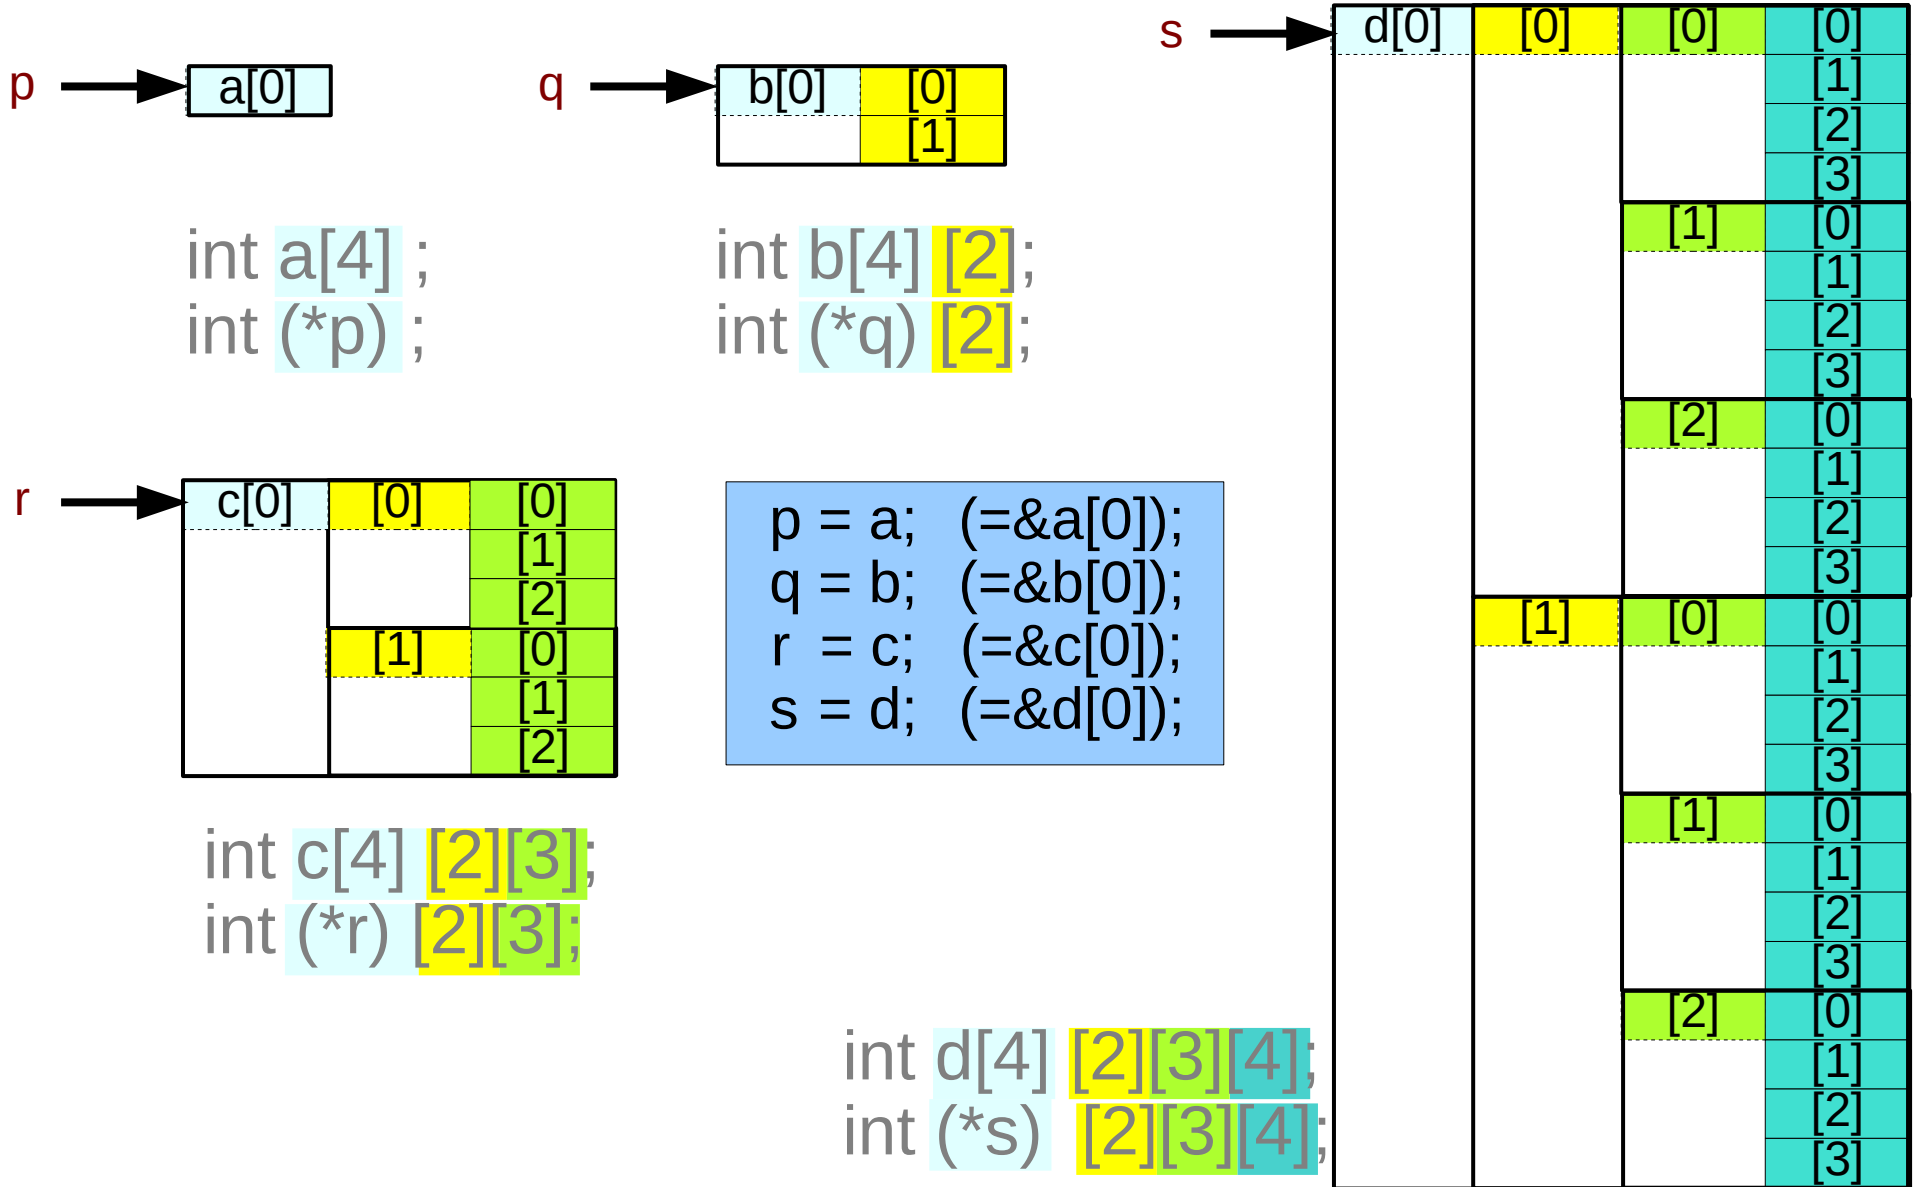 p a[0]
q b[0] [0]
[1]
int a[4] ;
int (*p) ;
int b[4] [2];
int (*q) [2];
r c[0] [0] [0]
[1]
[2]
[1] [0]
[1]
[2]
int c[4] [2][3];
int (*r) [2][3];
p = a; (=&a[0]);
q = b; (=&b[0]);
r = c; (=&c[0]);
s = d; (=&d[0]);
int d[4] [2][3][4];
int (*s) [2][3][4];
s d[0] [0] [0] [0]
[1]
[2]
[3]
[1] [0]
[1]
[2]
[3]
[2] [0]
[1]
[2]
[3]
[1] [0] [0]
[1]
[2]
[3]
[1] [0]
[1]
[2]
[3]
[2] [0]
[1]
[2]
[3]